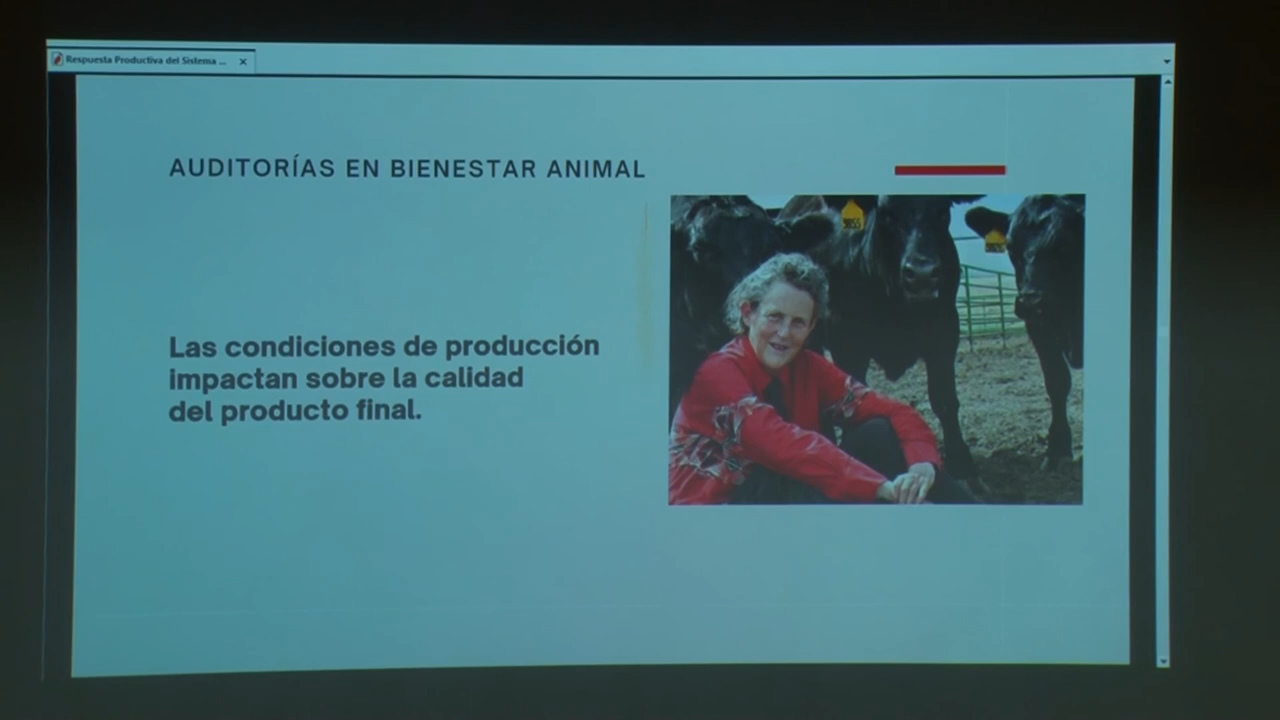 Respuesta Productiva del Sistema ...
AUDITORÍAS EN BIENESTAR ANIMAL
Las condiciones de producción
impactan sobre la calidad
del producto final.